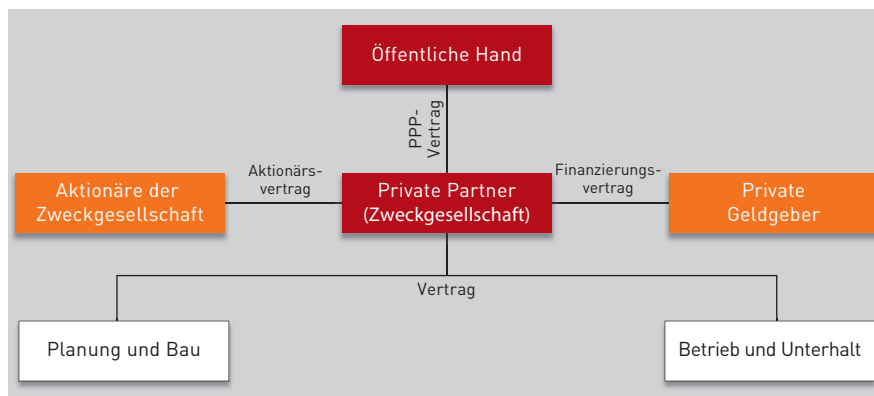 Öffentliche Hand
PPP-
Vertrag
Aktionäre der
Zweckgesellschaft
Aktionärs-
vertrag
Private Partner
(Zweckgesellschaft)
Finanzierungs-
vertrag
Private
Geldgeber
Vertrag
Planung und Bau
Betrieb und Unterhalt